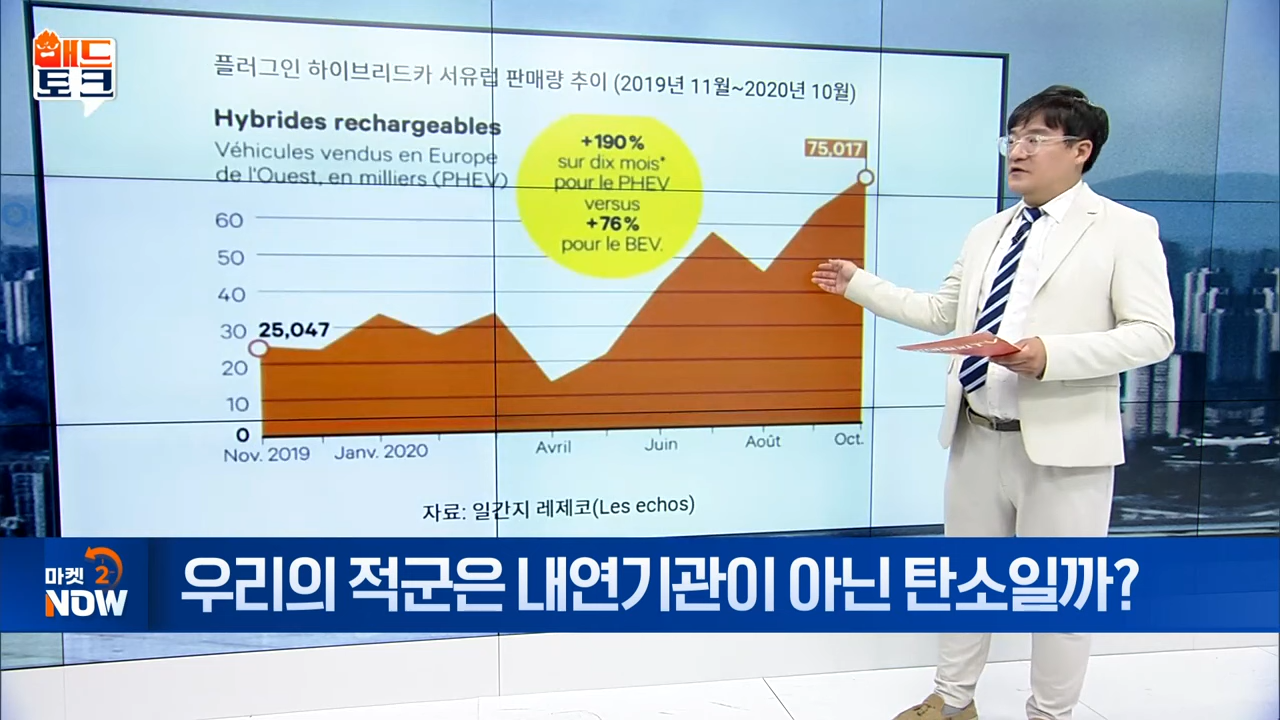 배드
토크
플러그인 하이브리드카 서유럽 판매량 추이 (2019년 11월~2020년 10월)
Hybrides rechargeables
Véhicules vendus en Europe
de l'Ouest, en milliers (PHEV)
+190 %
sur dix mois*
pour le PHEV
versus
+76 %
pour le BEV.
75,017
60
50
40
30
25,047
20
10
0
Nov. 2019
Janv. 2020
Avril
Juin
Août
Oct.
자료: 일간지 레제코(Les echos)
마켓 2
NOW
우리의 적군은 내연기관이 아닌 탄소일까?